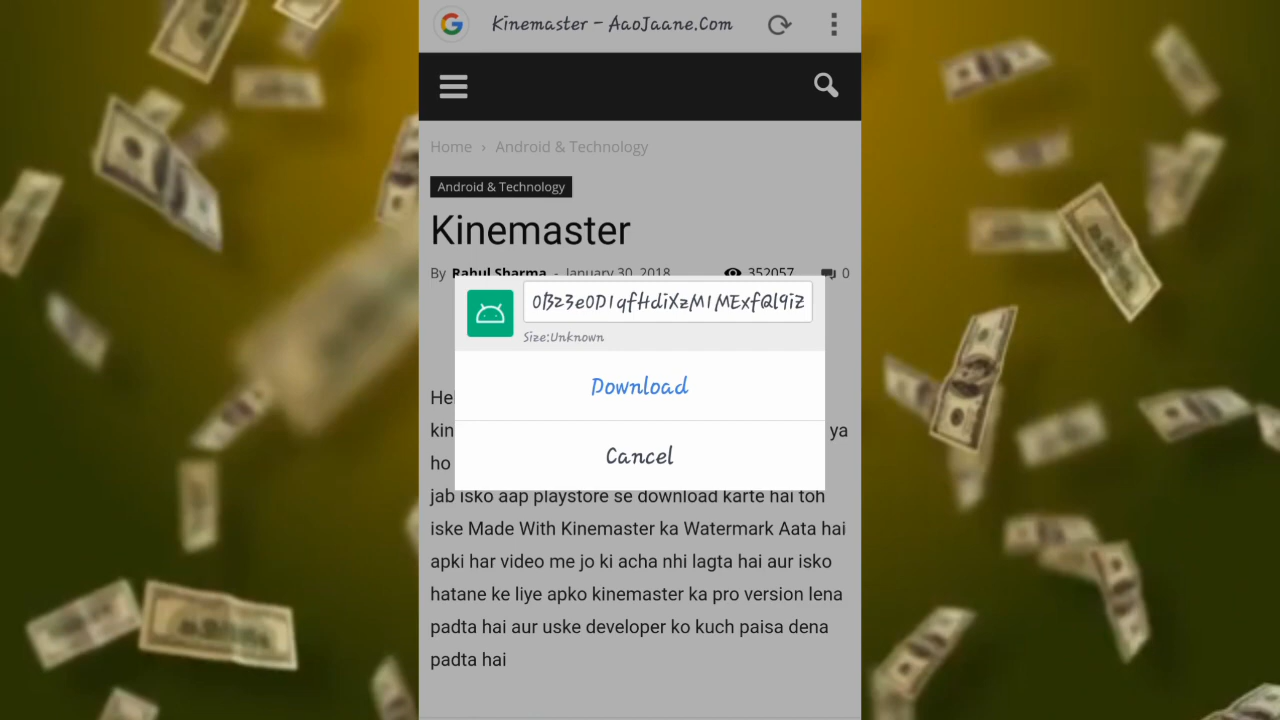 Kinemaster - AaoJaane.Com
Home › Android & Technology
Android & Technology
Kinemaster
By Rahul Sharma - January 30, 2018 352057 0
0Bz3e0D1qfHdiXzM1MExfQl9iZ
Size:Unknown
Download
He
kin ya
Cancel
ho
jab isko aap playstore se download karte hai toh
iske Made With Kinemaster ka Watermark Aata hai
apki har video me jo ki acha nhi lagta hai aur isko
hatane ke liye apko kinemaster ka pro version lena
padta hai aur uske developer ko kuch paisa dena
padta hai